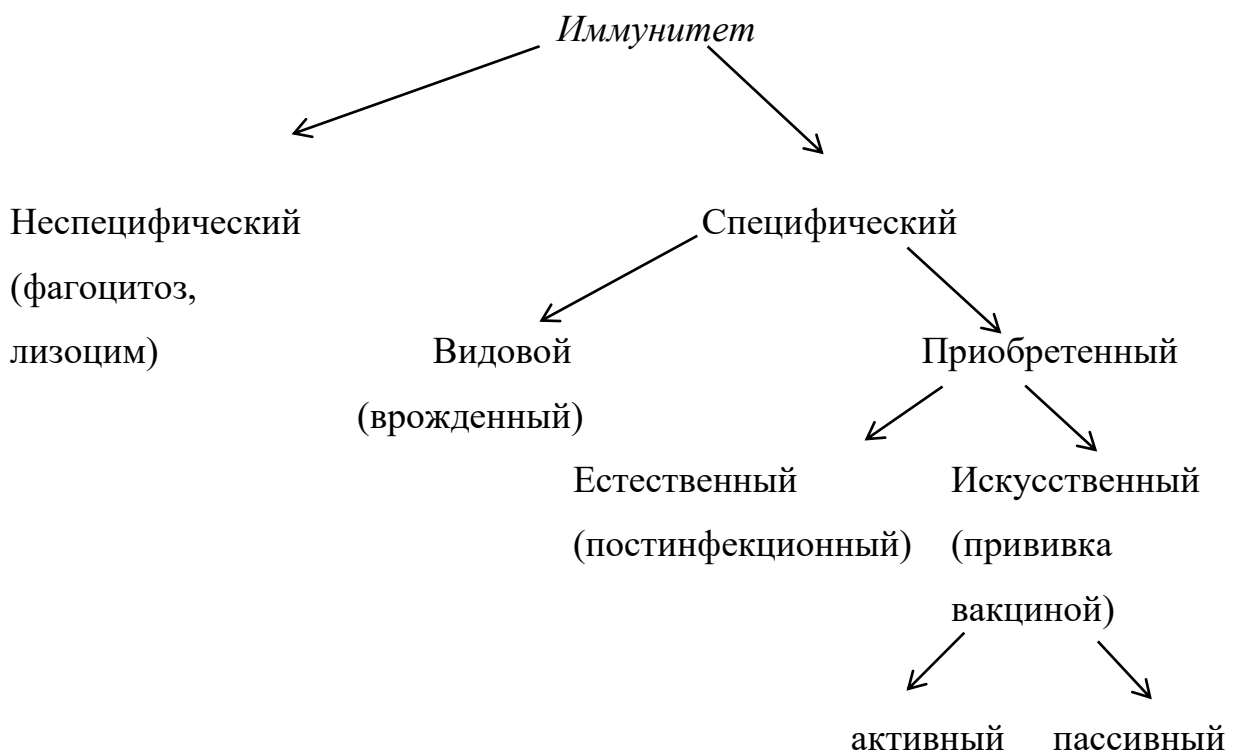 Иммунитет
Неспецифический
(фагоцитоз,
лизоцим)
Специфический
Видовой
(врожденный)
Приобретенный
Естественный
(постинфекционный)
Искусственный
(прививка
вакциной)
активный
пассивный